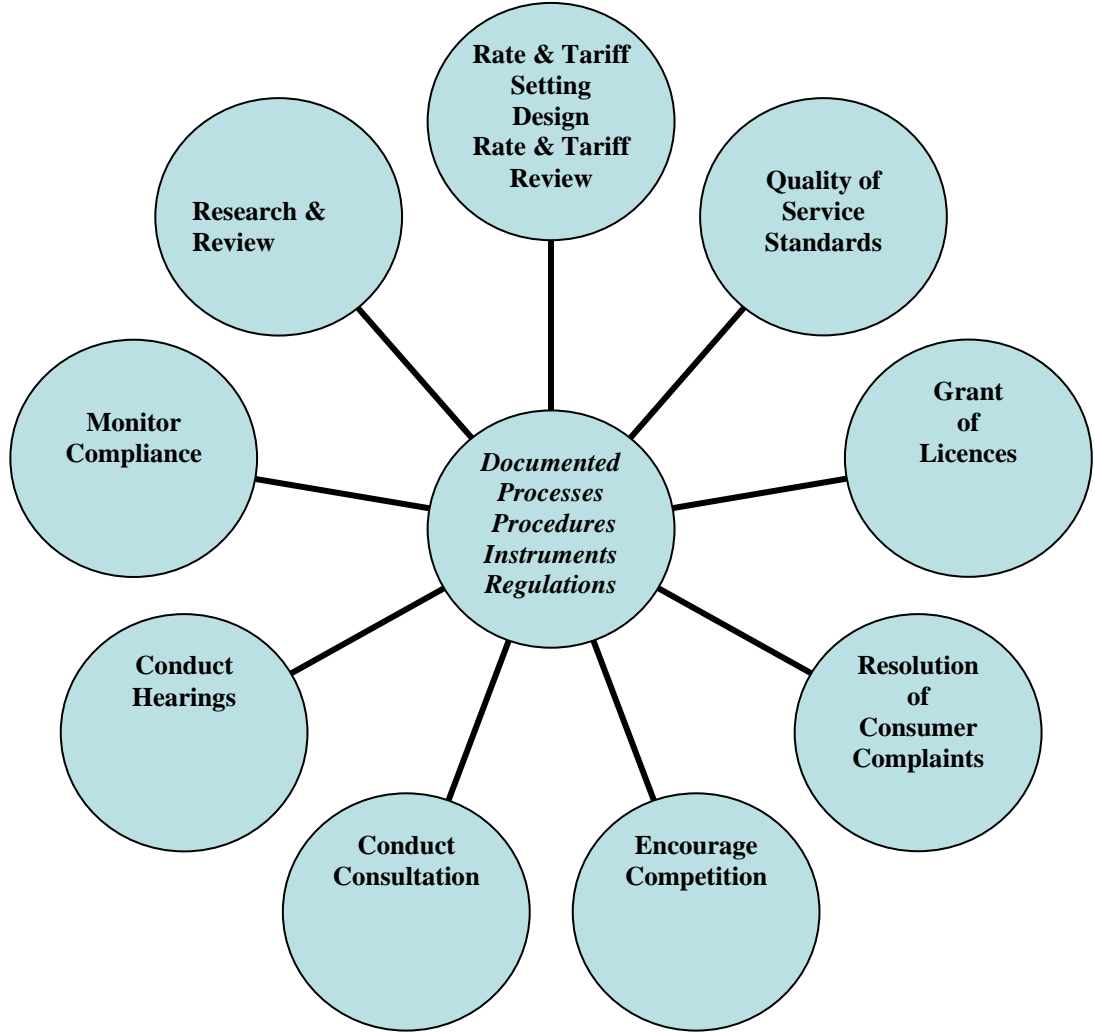 Rate & Tariff
Setting
Design
Rate & Tariff
Review
Quality of
Service
Standards
Grant
of
Licences
Resolution
of
Consumer
Complaints
Encourage
Competition
Conduct
Consultation
Conduct
Hearings
Monitor
Compliance
Research &
Review
Documented
Processes
Procedures
Instruments
Regulations